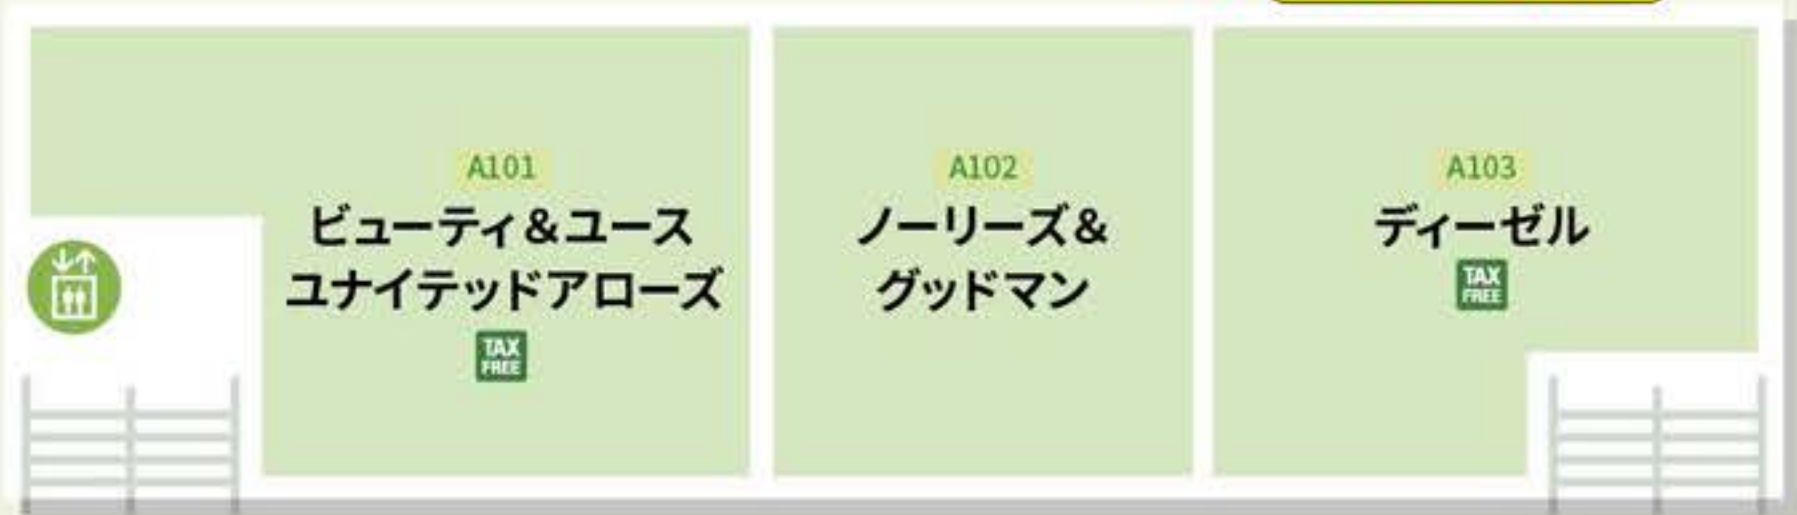 A101
ビューティ&ユース
ユナイテッドアローズ
TAX
FREE
A102
ノーリーズ&
グッドマン
A103
ディーゼル
TAX
FREE